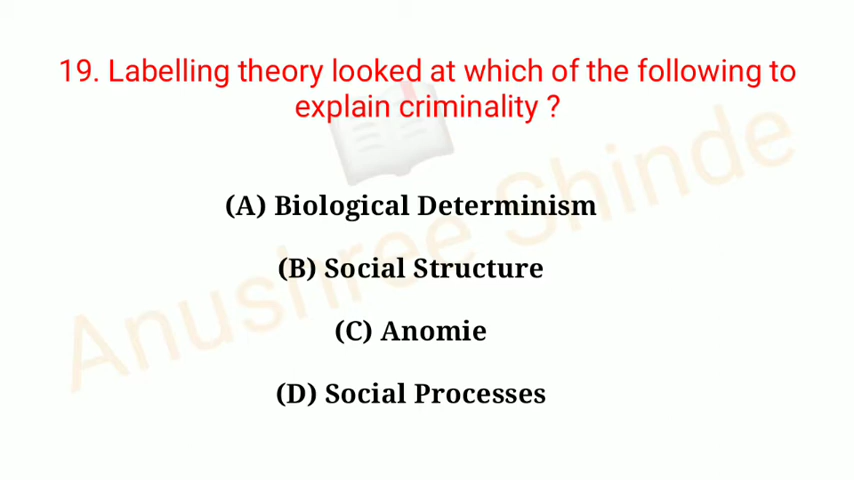 19. Labelling theory looked at which of the following to
explain criminality ?
(A) Biological Determinism
(B) Social Structure
(C) Anomie
(D) Social Processes
Anushree Shinde